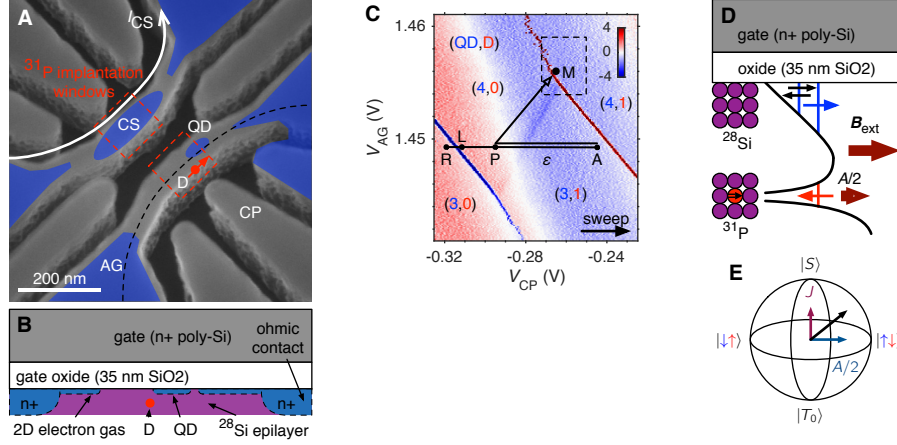 A
I_CS
31P implantation
windows
CS
QD
D
CP
AG
200 nm
B
gate (n+ poly-Si)
ohmic
contact
gate oxide (35 nm SiO2)
n+
n+
2D electron gas
D
QD
28Si epilayer
C
V_AG (V)
1.46
1.45
(QD,D)
(4,0)
(4,1)
(3,0)
(3,1)
4
0
-4
M
L
R
P
ε
A
sweep
-0.32
-0.28
-0.24
V_CP (V)
D
gate (n+ poly-Si)
oxide (35 nm SiO2)
28Si
B_ext
A/2
31P
E
|S⟩
J
|↓↑⟩
|↑↓⟩
A/2
|T_0⟩